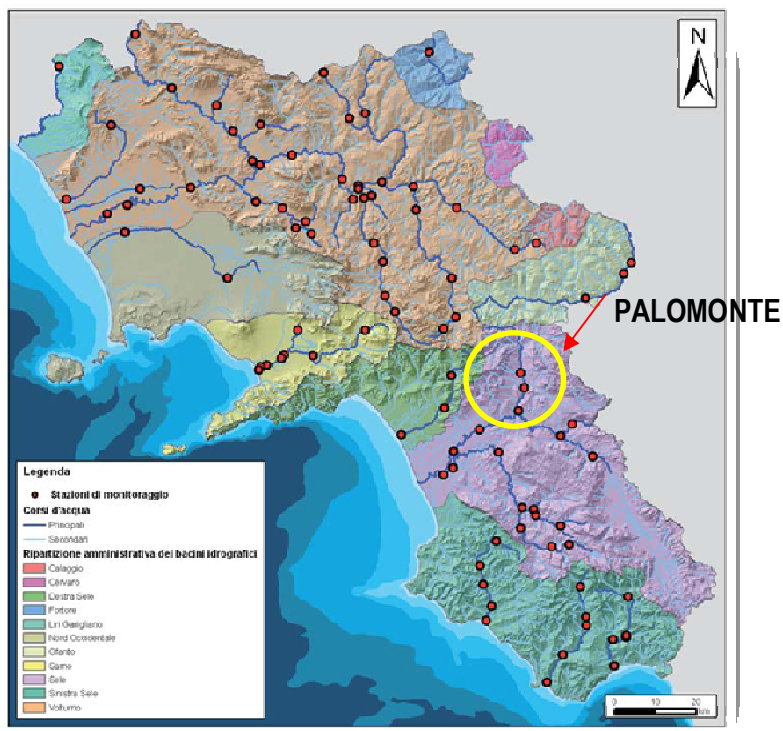 N
PALOMONTE
Legenda
Stazioni di monitoraggio
Corsi d'acqua
Principali
Secondari
Ripartizione amministrativa dei bacini idrografici
Calaggio
Cervaro
Destra Sele
Fortore
Liri Garigliano
Nord Occidentale
Ofanto
Sarno
Sele
Sinistra Sele
Volturno
0 10 20